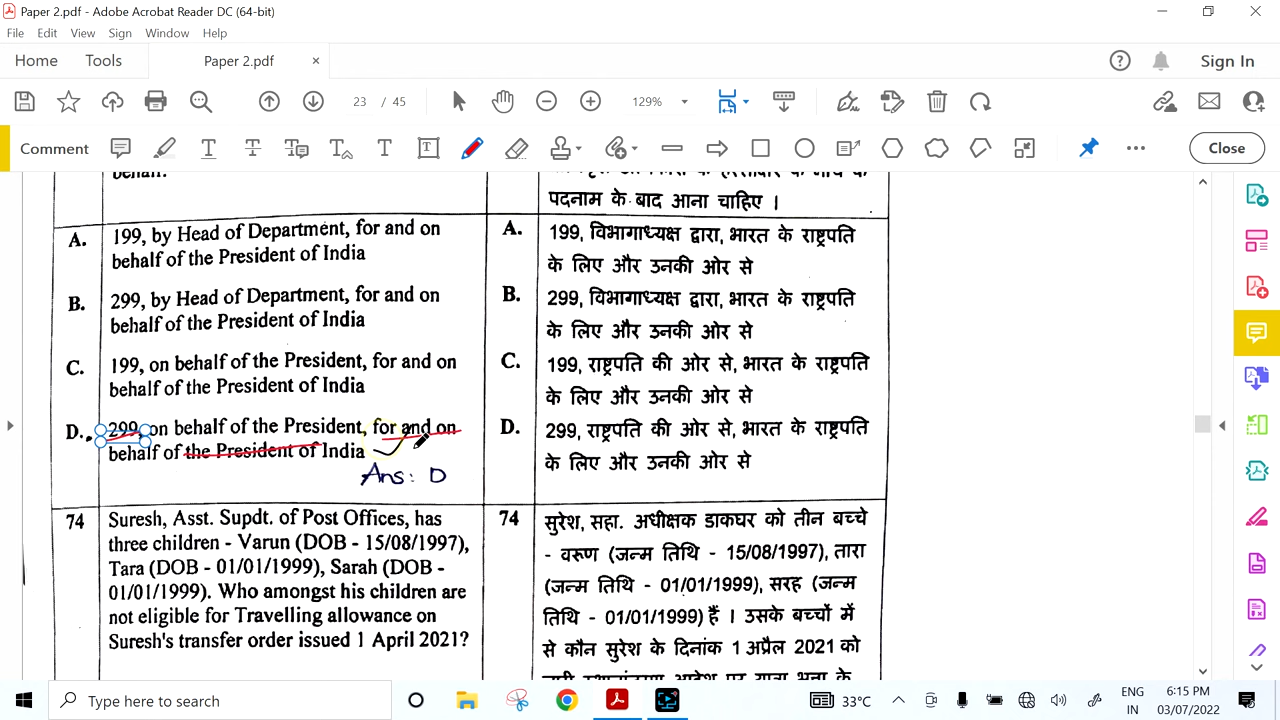 Paper 2.pdf - Adobe Acrobat Reader DC (64-bit)
File Edit View Sign Window Help
Home Tools Paper 2.pdf × Sign In
23 / 45 129%
Comment Close
behalf.
पदनाम के बाद आना चाहिए ।
A. 199, by Head of Department, for and on
behalf of the President of India
A. 199, विभागाध्यक्ष द्वारा, भारत के राष्ट्रपति
के लिए और उनकी ओर से
B. 299, by Head of Department, for and on
behalf of the President of India
B. 299, विभागाध्यक्ष द्वारा, भारत के राष्ट्रपति
के लिए और उनकी ओर से
C. 199, on behalf of the President, for and on
behalf of the President of India
C. 199, राष्ट्रपति की ओर से, भारत के राष्ट्रपति
के लिए और उनकी ओर से
D. 299, on behalf of the President, for and on
behalf of the President of India
Ans: D
D. 299, राष्ट्रपति की ओर से, भारत के राष्ट्रपति
के लिए और उनकी ओर से
74 Suresh, Asst. Supdt. of Post Offices, has
three children - Varun (DOB - 15/08/1997),
Tara (DOB - 01/01/1999), Sarah (DOB -
01/01/1999). Who amongst his children are
not eligible for Travelling allowance on
Suresh's transfer order issued 1 April 2021?
74 सुरेश, सहा. अधीक्षक डाकघर को तीन बच्चे
- वरूण (जन्म तिथि - 15/08/1997), तारा
(जन्म तिथि - 01/01/1999), सरह (जन्म
तिथि - 01/01/1999) हैं । उसके बच्चों में
से कौन सुरेश के दिनांक 1 अप्रैल 2021 को
Type here to search
33°C
ENG
IN
6:15 PM
03/07/2022